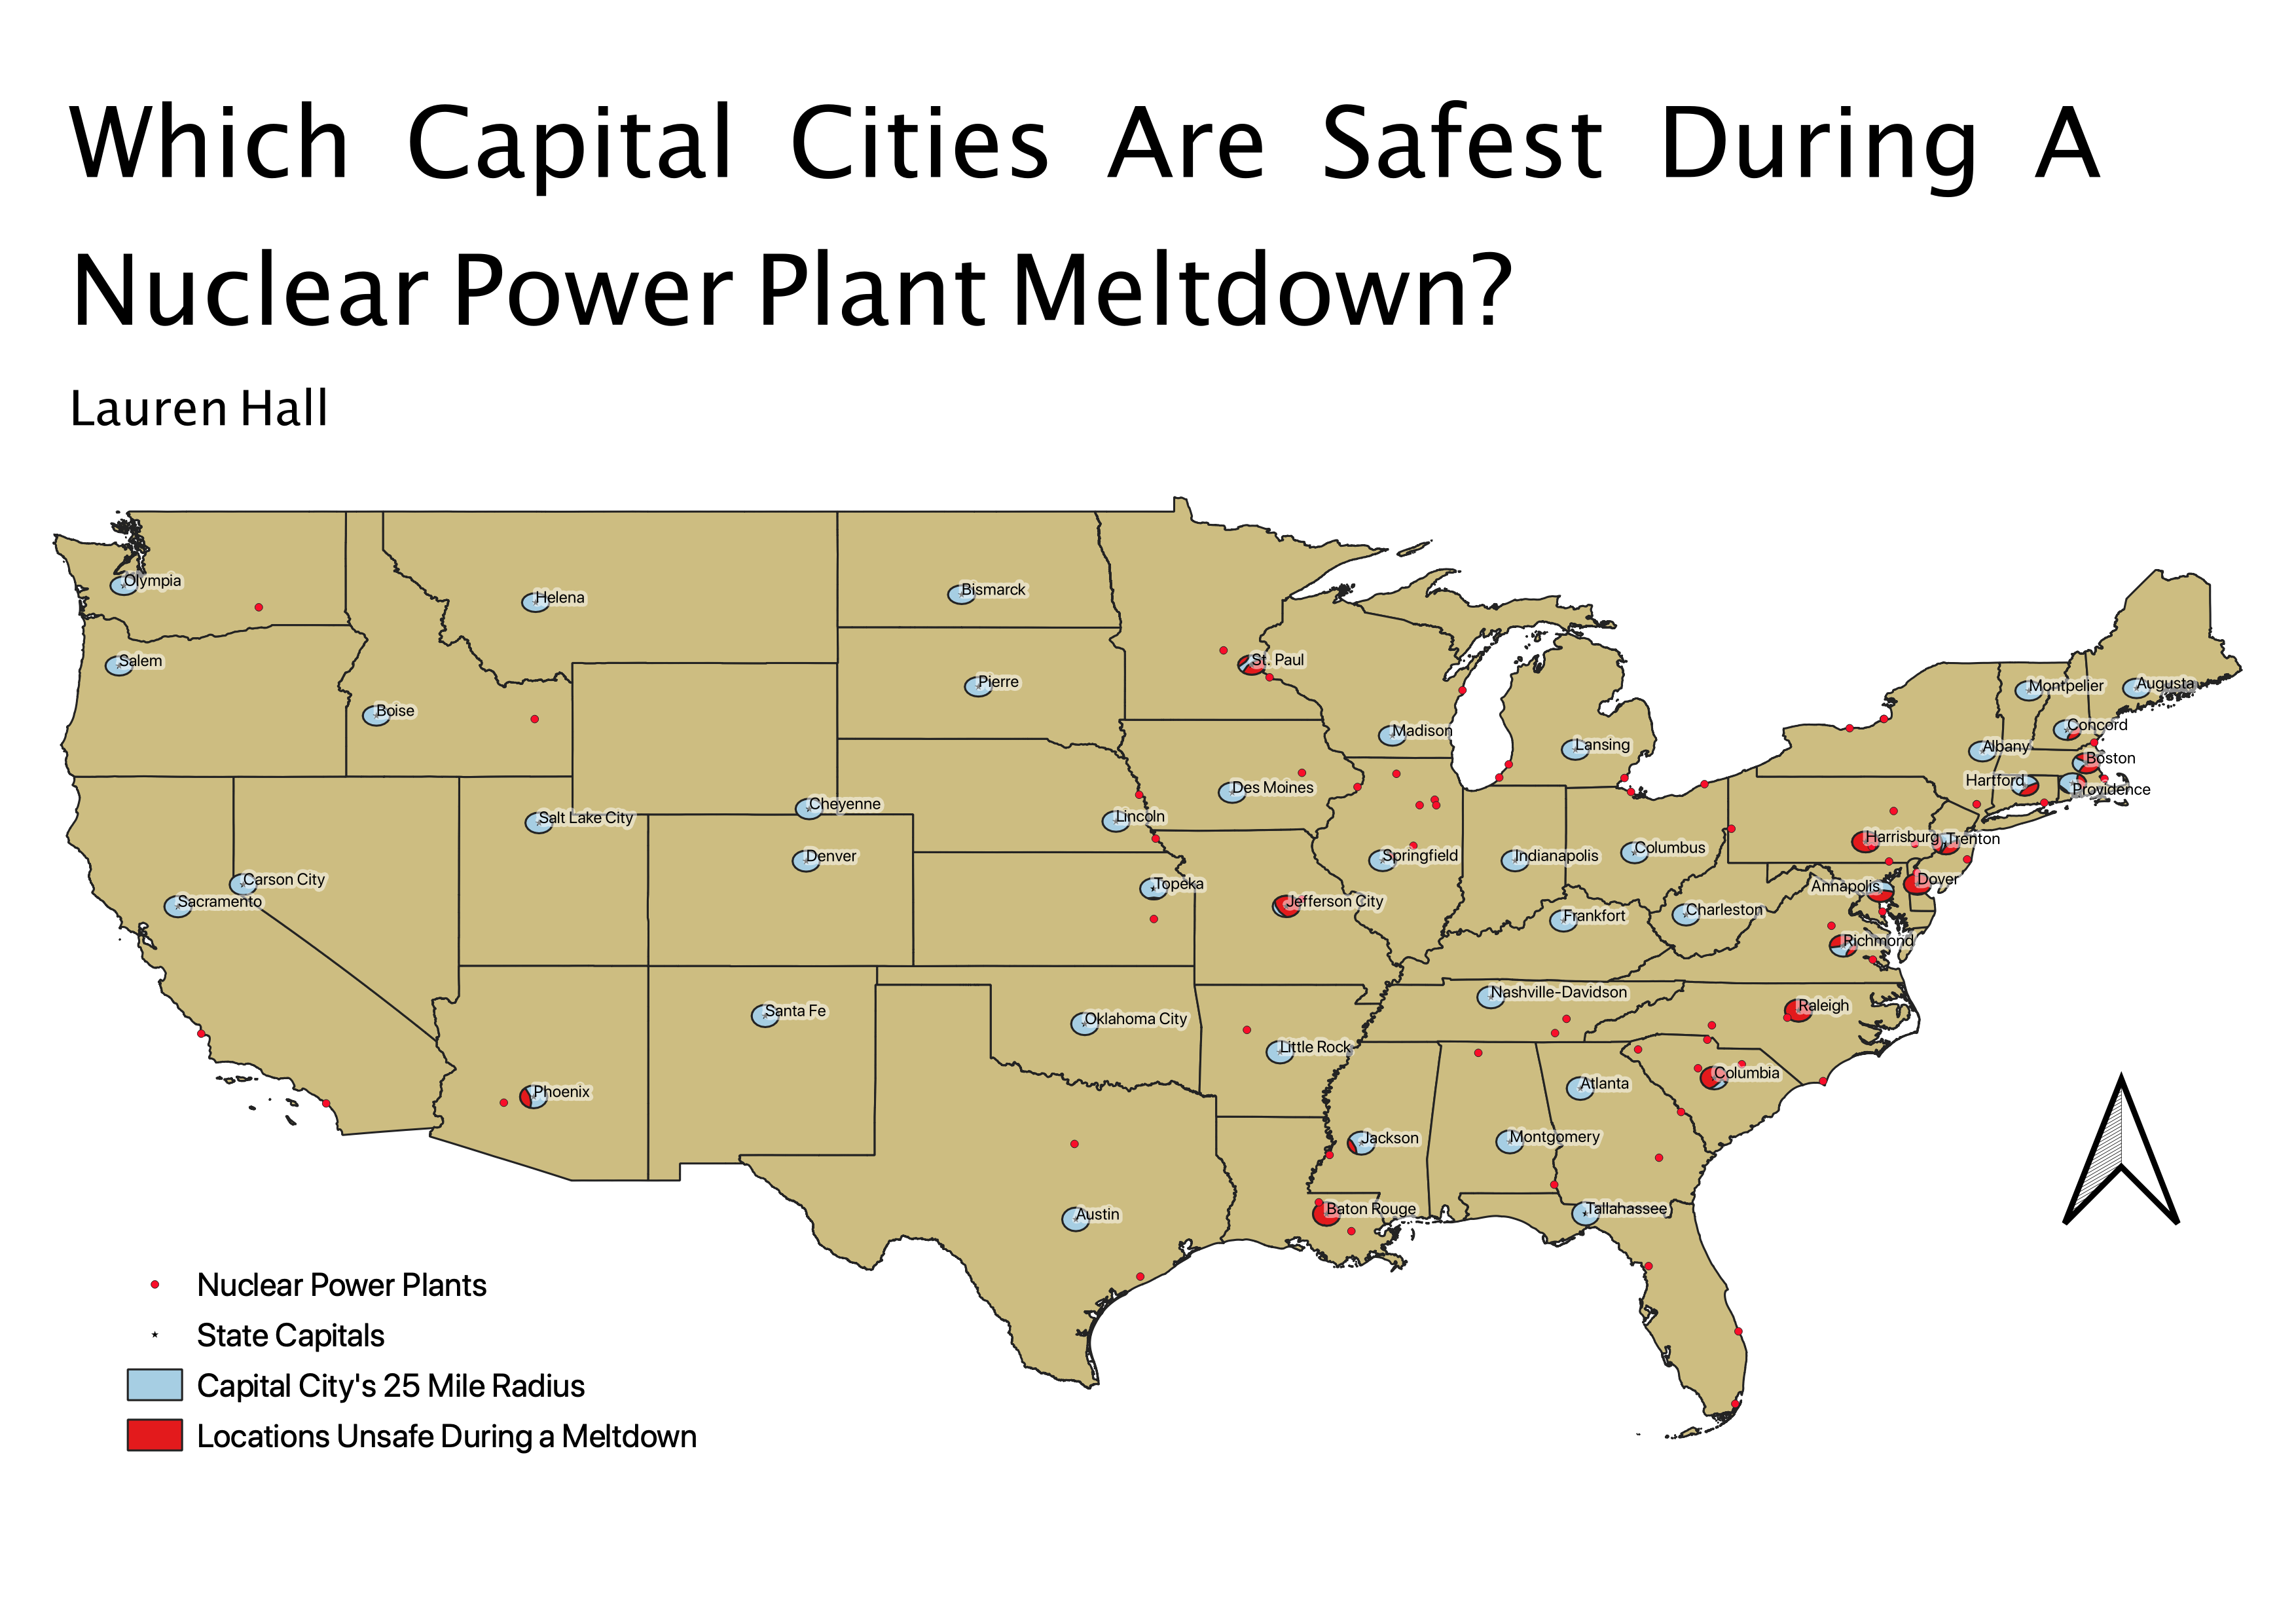 Which Capital Cities Are Safest During A
Nuclear Power Plant Meltdown?
Lauren Hall
Olympia
Helena
Bismarck
Salem
St. Paul
Pierre
Montpelier
Augusta
Boise
Concord
Madison
Lansing
Albany
Boston
Hartford
Providence
Des Moines
Cheyenne
Salt Lake City
Lincoln
Harrisburg
Trenton
Columbus
Denver
Springfield
Indianapolis
Carson City
Topeka
Dover
Annapolis
Sacramento
Jefferson City
Charleston
Frankfort
Richmond
Nashville-Davidson
Raleigh
Santa Fe
Oklahoma City
Little Rock
Columbia
Atlanta
Phoenix
Jackson
Montgomery
Baton Rouge
Tallahassee
Austin
Nuclear Power Plants
State Capitals
Capital City's 25 Mile Radius
Locations Unsafe During a Meltdown